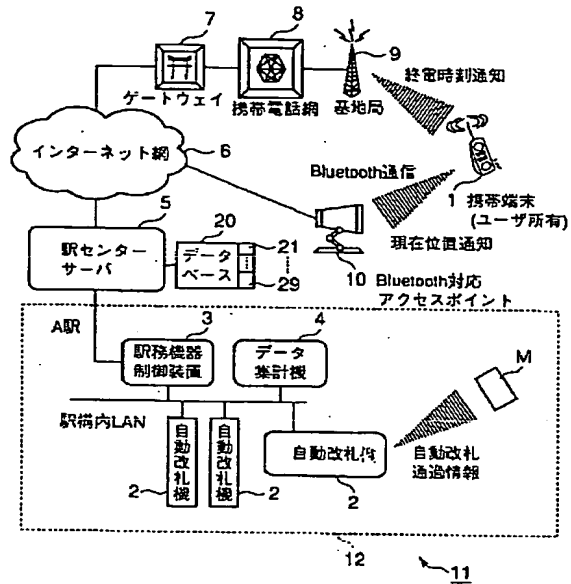 7
8
9
ゲートウェイ
携帯電話網
基地局
終電時刻通知
インターネット網
6
Bluetooth通信
1 携帯端末
(ユーザ所有)
現在位置通知
5
駅センター
サーバ
20
データ
ベース
21
29
10
Bluetooth対応
アクセスポイント
A駅
3
駅務機器
制御装置
4
データ
集計機
M
駅構内LAN
自動改札機
2
自動改札機
2
自動改札機
2
自動改札
通過情報
12
11